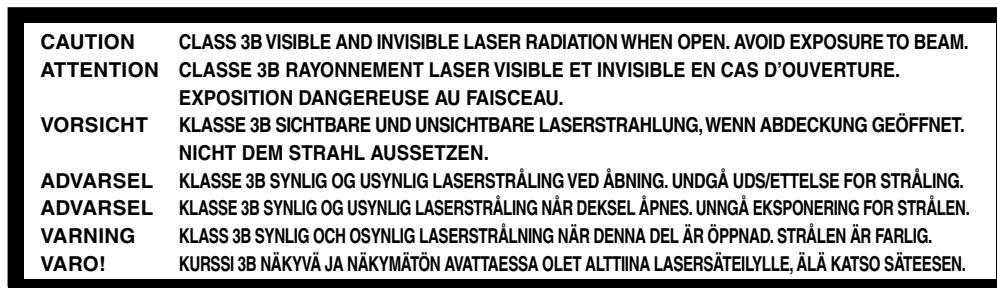 CAUTION CLASS 3B VISIBLE AND INVISIBLE LASER RADIATION WHEN OPEN. AVOID EXPOSURE TO BEAM.
ATTENTION CLASSE 3B RAYONNEMENT LASER VISIBLE ET INVISIBLE EN CAS D'OUVERTURE.
EXPOSITION DANGEREUSE AU FAISCEAU.
VORSICHT KLASSE 3B SICHTBARE UND UNSICHTBARE LASERSTRAHLUNG, WENN ABDECKUNG GEÖFFNET.
NICHT DEM STRAHL AUSSETZEN.
ADVARSEL KLASSE 3B SYNLIG OG USYNLIG LASERSTRÅLING VED ÅBNING. UNDGÅ UDS/ETTELSE FOR STRÅLING.
ADVARSEL KLASSE 3B SYNLIG OG USYNLIG LASERSTRÅLING NÅR DEKSEL ÅPNES. UNNGÅ EKSPONERING FOR STRÅLEN.
VARNING KLASS 3B SYNLIG OCH OSYNLIG LASERSTRÅLNING NÄR DENNA DEL ÄR ÖPPNAD. STRÅLEN ÄR FARLIG.
VARO! KURSSI 3B NÄKYVÄ JA NÄKYMÄTÖN AVATTAESSA OLET ALTTIINA LASERSÄTEILYLLE, ÄLÄ KATSO SÄTEESEN.